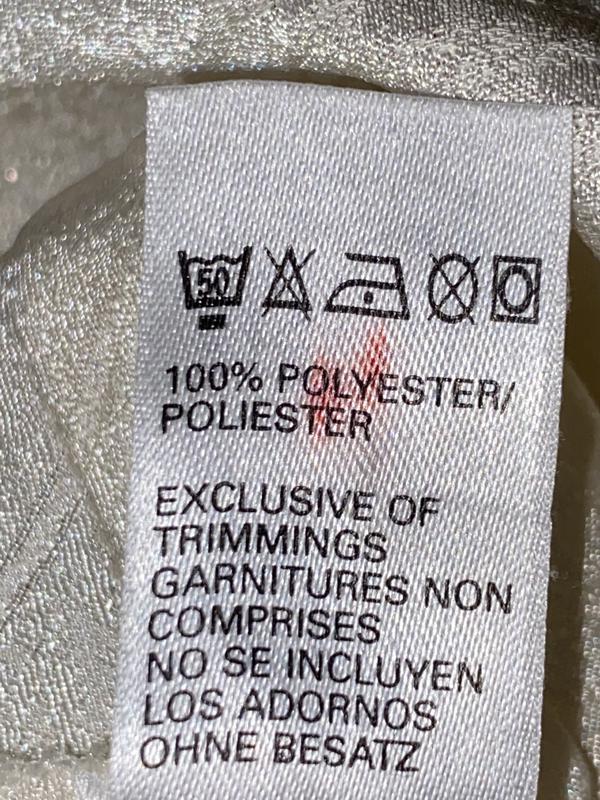 50
100% POLYESTER/
POLIESTER
EXCLUSIVE OF
TRIMMINGS
GARNITURES NON
COMPRISES
NO SE INCLUYEN
LOS ADORNOS
OHNE BESATZ